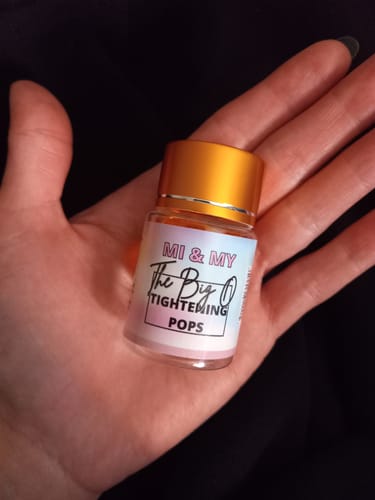 MI & MY
The Big O
TIGHTENING
POPS